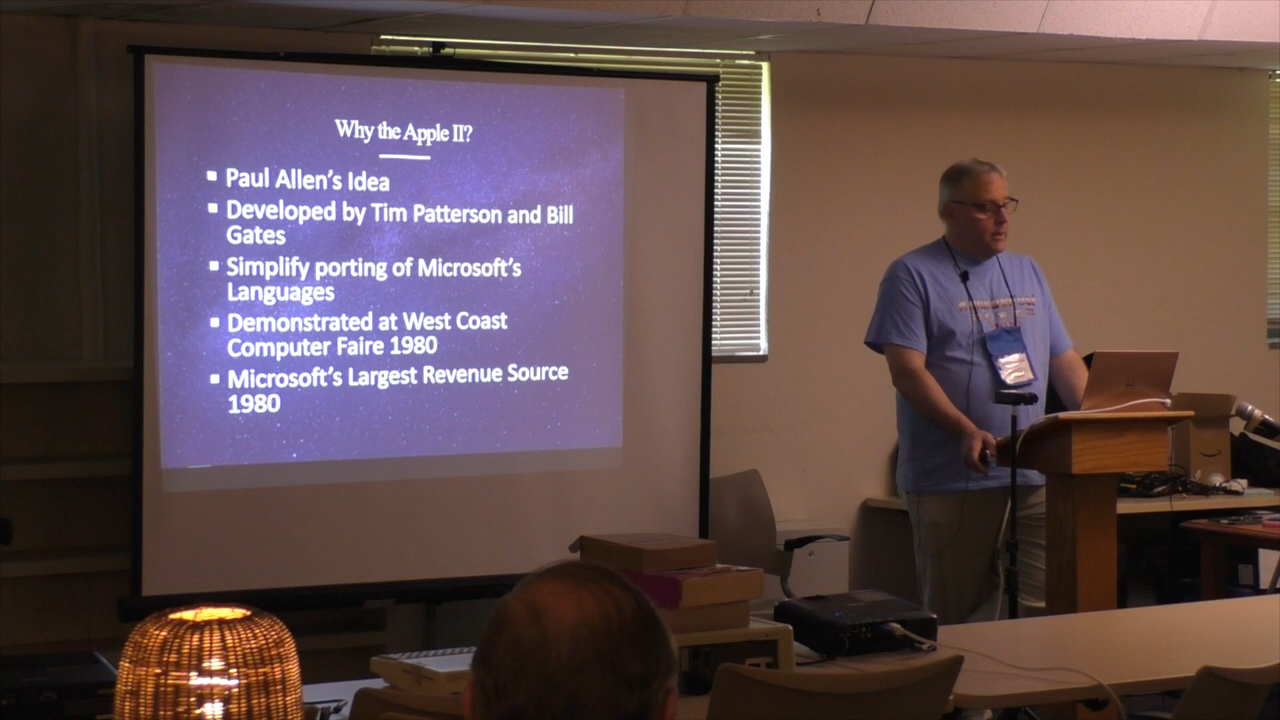 Why the Apple II?
▪ Paul Allen's Idea
▪ Developed by Tim Patterson and Bill
Gates
▪ Simplify porting of Microsoft's
Languages
▪ Demonstrated at West Coast
Computer Faire 1980
▪ Microsoft's Largest Revenue Source
1980